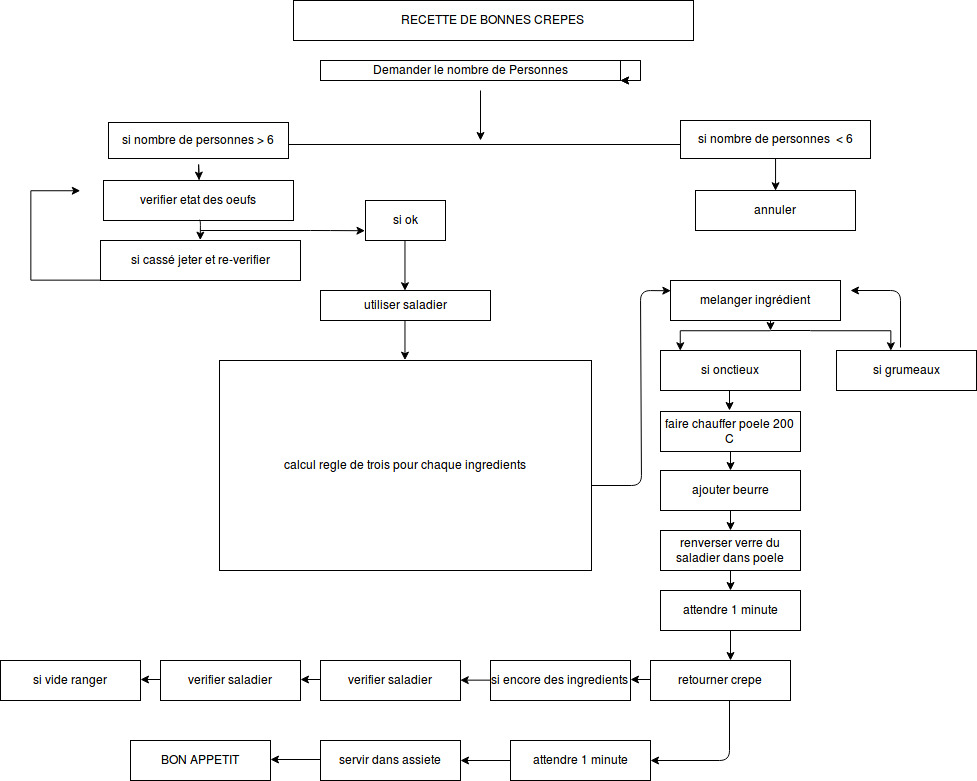 RECETTE DE BONNES CREPES
Demander le nombre de Personnes
si nombre de personnes > 6
si nombre de personnes < 6
verifier etat des oeufs
annuler
si ok
si cassé jeter et re-verifier
utiliser saladier
melanger ingrédient
si onctieux
si grumeaux
faire chauffer poele 200
C
calcul regle de trois pour chaque ingredients
ajouter beurre
renverser verre du
saladier dans poele
attendre 1 minute
si vide ranger
verifier saladier
verifier saladier
si encore des ingredients
retourner crepe
BON APPETIT
servir dans assiete
attendre 1 minute